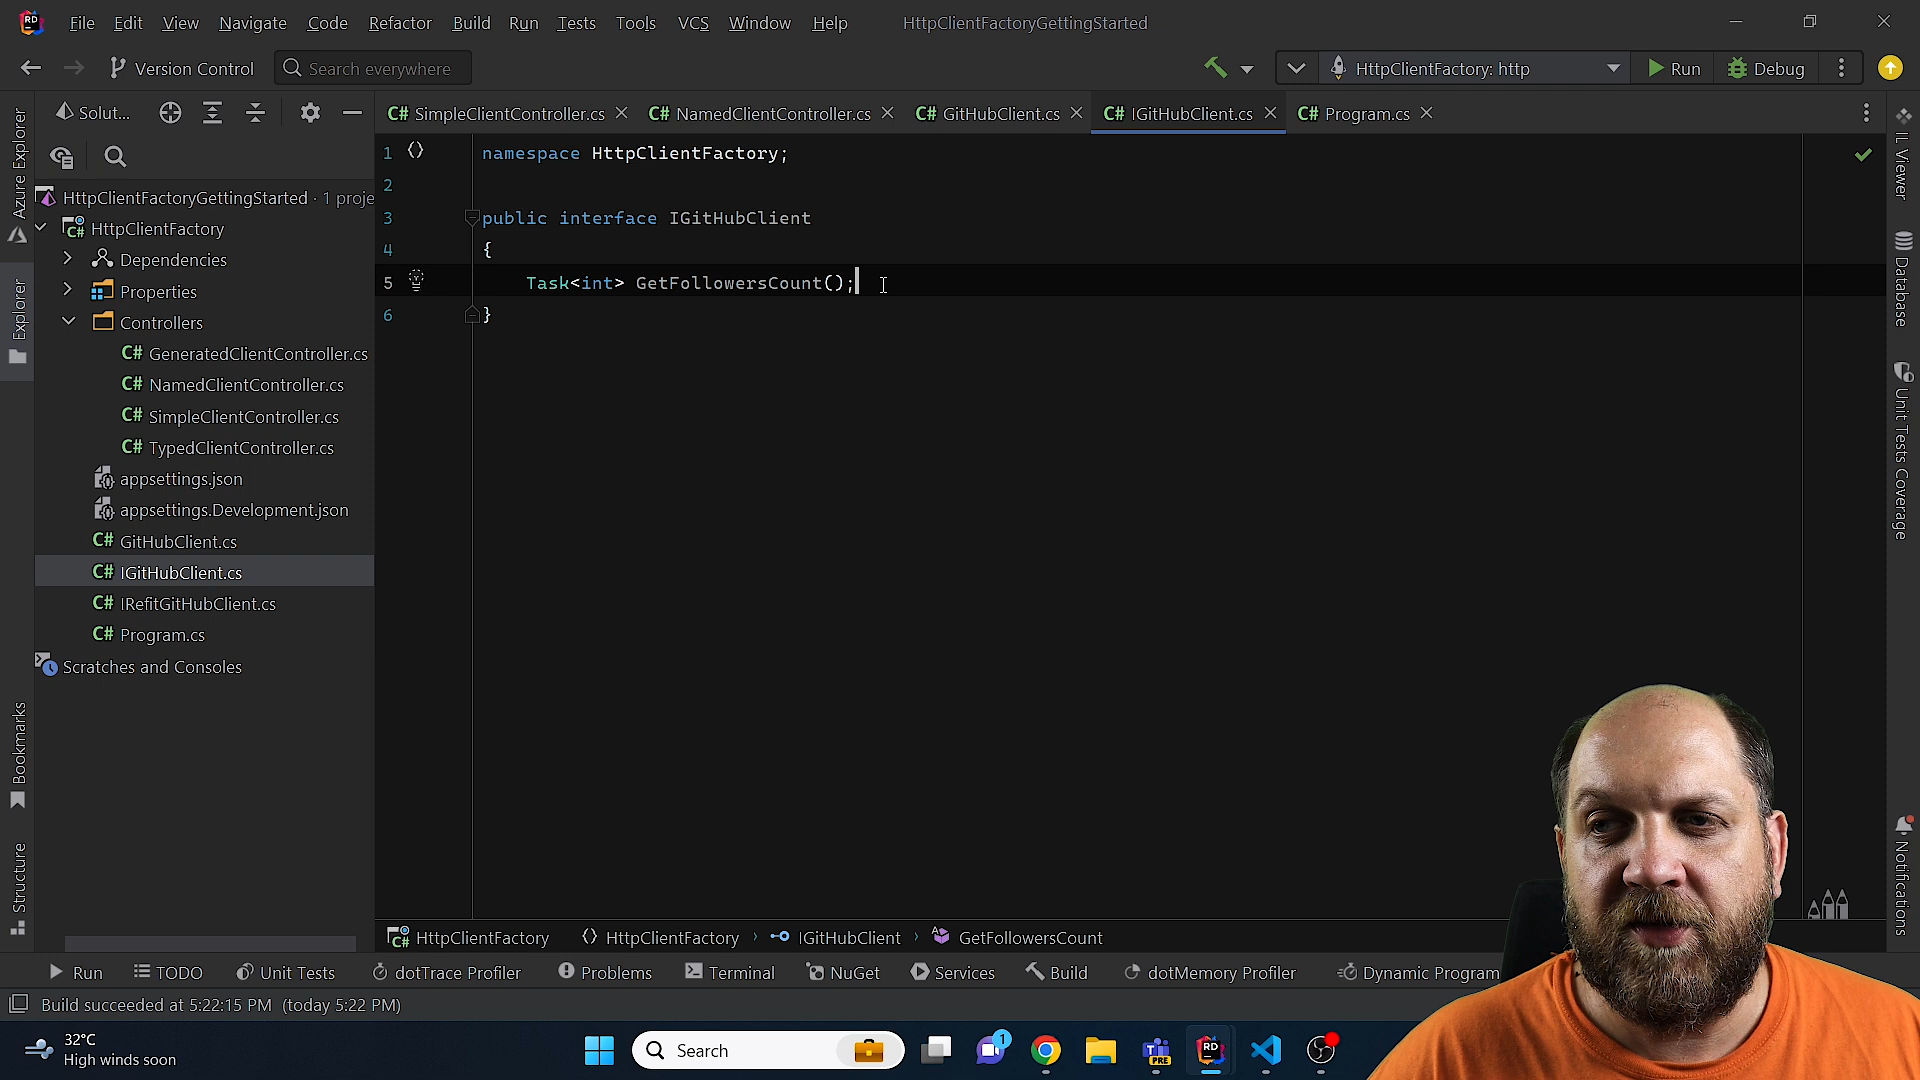 RD File Edit View Navigate Code Refactor Build Run Tests Tools VCS Window Help HttpClientFactoryGettingStarted
Version Control Search everywhere HttpClientFactory: http Run Debug
Solut...
C# SimpleClientController.cs C# NamedClientController.cs C# GitHubClient.cs C# IGitHubClient.cs C# Program.cs
Azure Explorer
Explorer
Bookmarks
Structure
HttpClientFactoryGettingStarted · 1 proje
HttpClientFactory
Dependencies
Properties
Controllers
C# GeneratedClientController.cs
C# NamedClientController.cs
C# SimpleClientController.cs
C# TypedClientController.cs
appsettings.json
appsettings.Development.json
C# GitHubClient.cs
C# IGitHubClient.cs
C# IRefitGitHubClient.cs
C# Program.cs
Scratches and Consoles
1 namespace HttpClientFactory;
2
3 public interface IGitHubClient
4 {
5 Task<int> GetFollowersCount();
6 }
IL Viewer
Database
Unit Tests Coverage
Notifications
HttpClientFactory HttpClientFactory › IGitHubClient › GetFollowersCount
Run TODO Unit Tests dotTrace Profiler Problems Terminal NuGet Services Build dotMemory Profiler Dynamic Program
Build succeeded at 5:22:15 PM (today 5:22 PM)
32°C
High winds soon
Search
1
PRE
RD